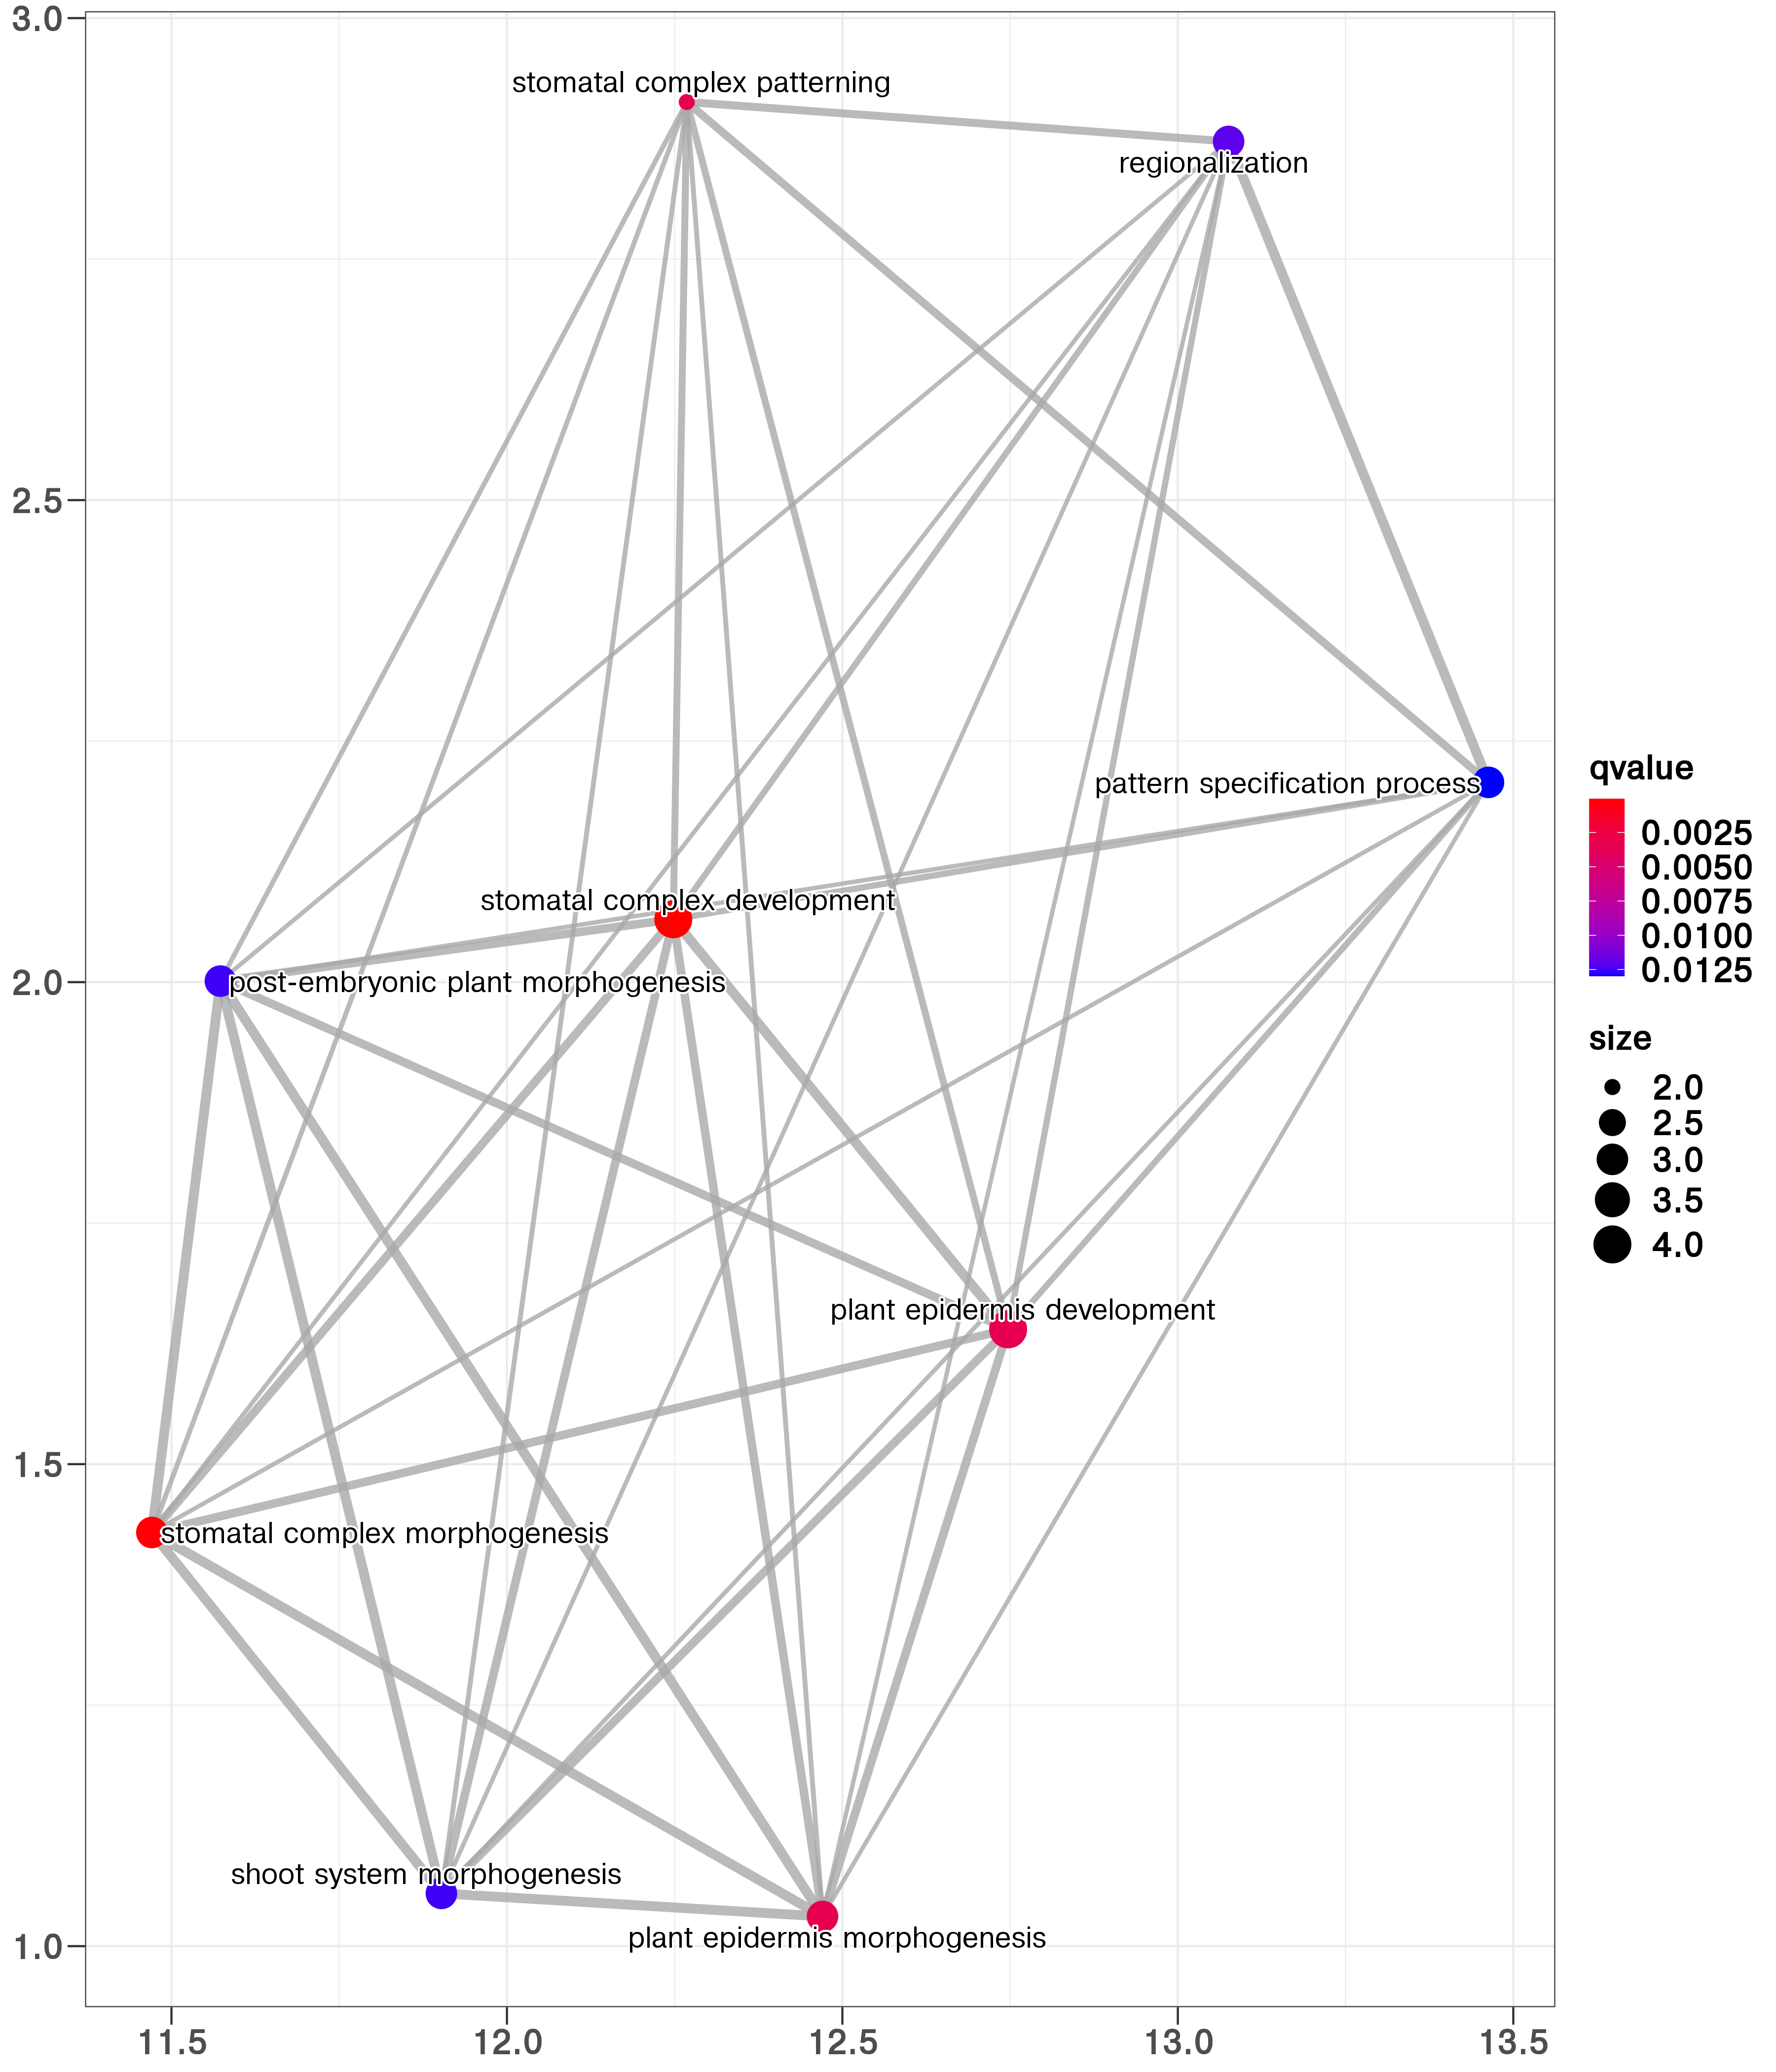 3.0
stomatal complex patterning
regionalization
2.5
pattern specification process
qvalue
0.0025
0.0050
0.0075
0.0100
0.0125
stomatal complex development
2.0
post-embryonic plant morphogenesis
size
2.0
2.5
3.0
3.5
4.0
plant epidermis development
1.5
stomatal complex morphogenesis
shoot system morphogenesis
plant epidermis morphogenesis
1.0
11.5 12.0 12.5 13.0 13.5